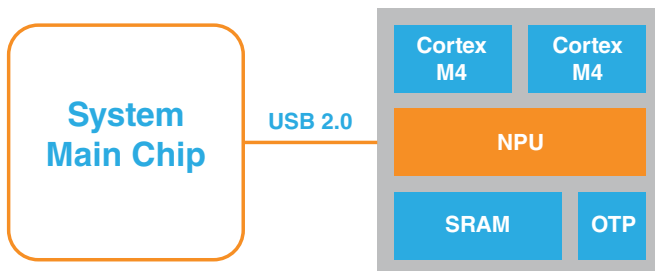 System
Main Chip
USB 2.0
Cortex
M4
Cortex
M4
NPU
SRAM
OTP